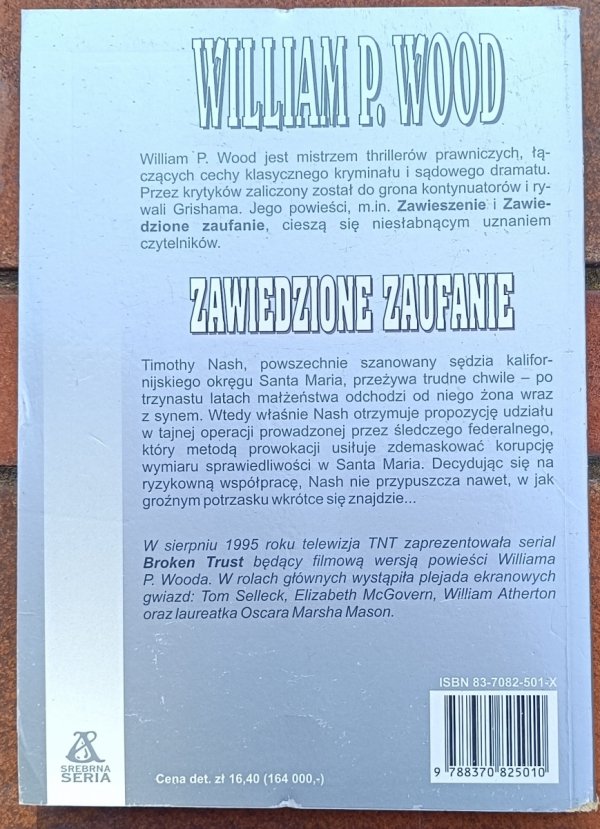 WILLIAM P. WOOD
William P. Wood jest mistrzem thrillerów prawniczych, łą-
czących cechy klasycznego kryminału i sądowego dramatu.
Przez krytyków zaliczony został do grona kontynuatorów i ry-
wali Grishama. Jego powieści, m.in. Zawieszenie i Zawie-
dzione zaufanie, cieszą się niesłabnącym uznaniem
czytelników.
ZAWIEDZIONE ZAUFANIE
Timothy Nash, powszechnie szanowany sędzia kalifor-
nijskiego okręgu Santa Maria, przeżywa trudne chwile – po
trzynastu latach małżeństwa odchodzi od niego żona wraz
z synem. Wtedy właśnie Nash otrzymuje propozycję udziału
w tajnej operacji prowadzonej przez śledczego federalnego,
który metodą prowokacji usiłuje zdemaskować korupcję
wymiaru sprawiedliwości w Santa Maria. Decydując się na
ryzykowną współpracę, Nash nie przypuszcza nawet, w jak
groźnym potrzasku wkrótce się znajdzie...
W sierpniu 1995 roku telewizja TNT zaprezentowała serial
Broken Trust będący filmową wersją powieści Williama
P. Wooda. W rolach głównych wystąpiła plejada ekranowych
gwiazd: Tom Selleck, Elizabeth McGovern, William Atherton
oraz laureatka Oscara Marsha Mason.
ISBN 83-7082-501-X
9 788370 825010
SREBRNA
SERIA
Cena det. zł 16,40 (164 000,-)